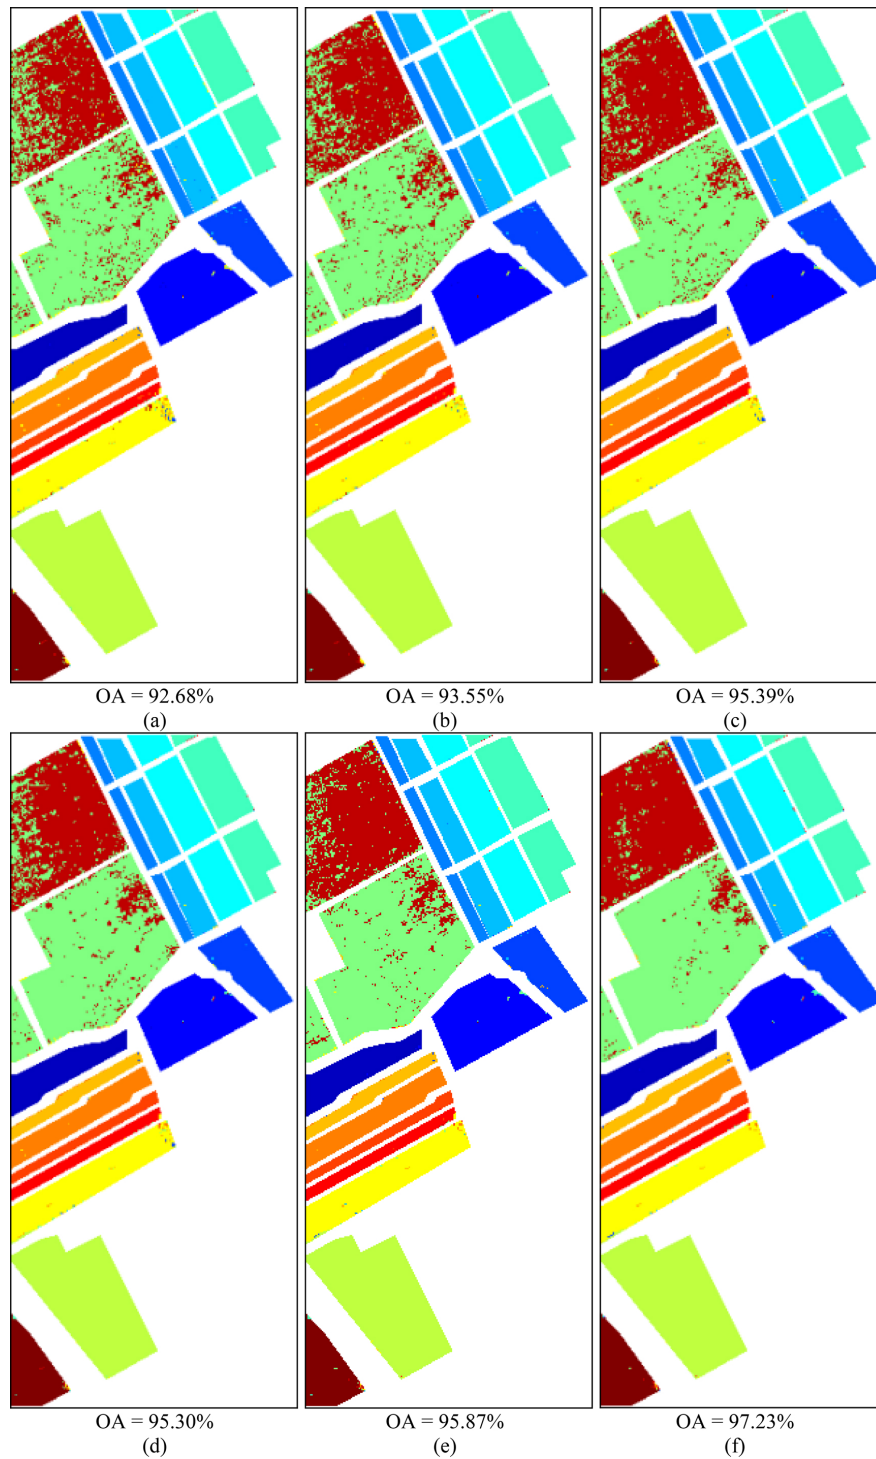 OA = 92.68%
(a)
OA = 93.55%
(b)
OA = 95.39%
(c)
OA = 95.30%
(d)
OA = 95.87%
(e)
OA = 97.23%
(f)